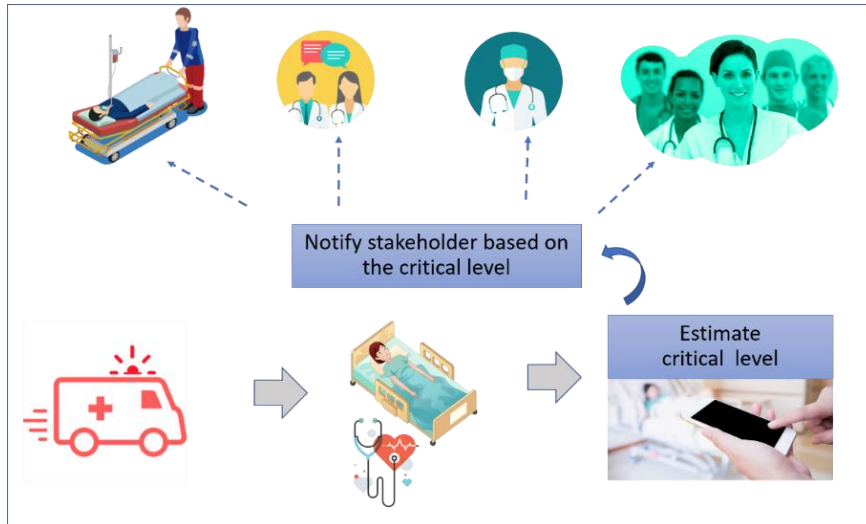 Notify stakeholder based on
the critical level
Estimate
critical level